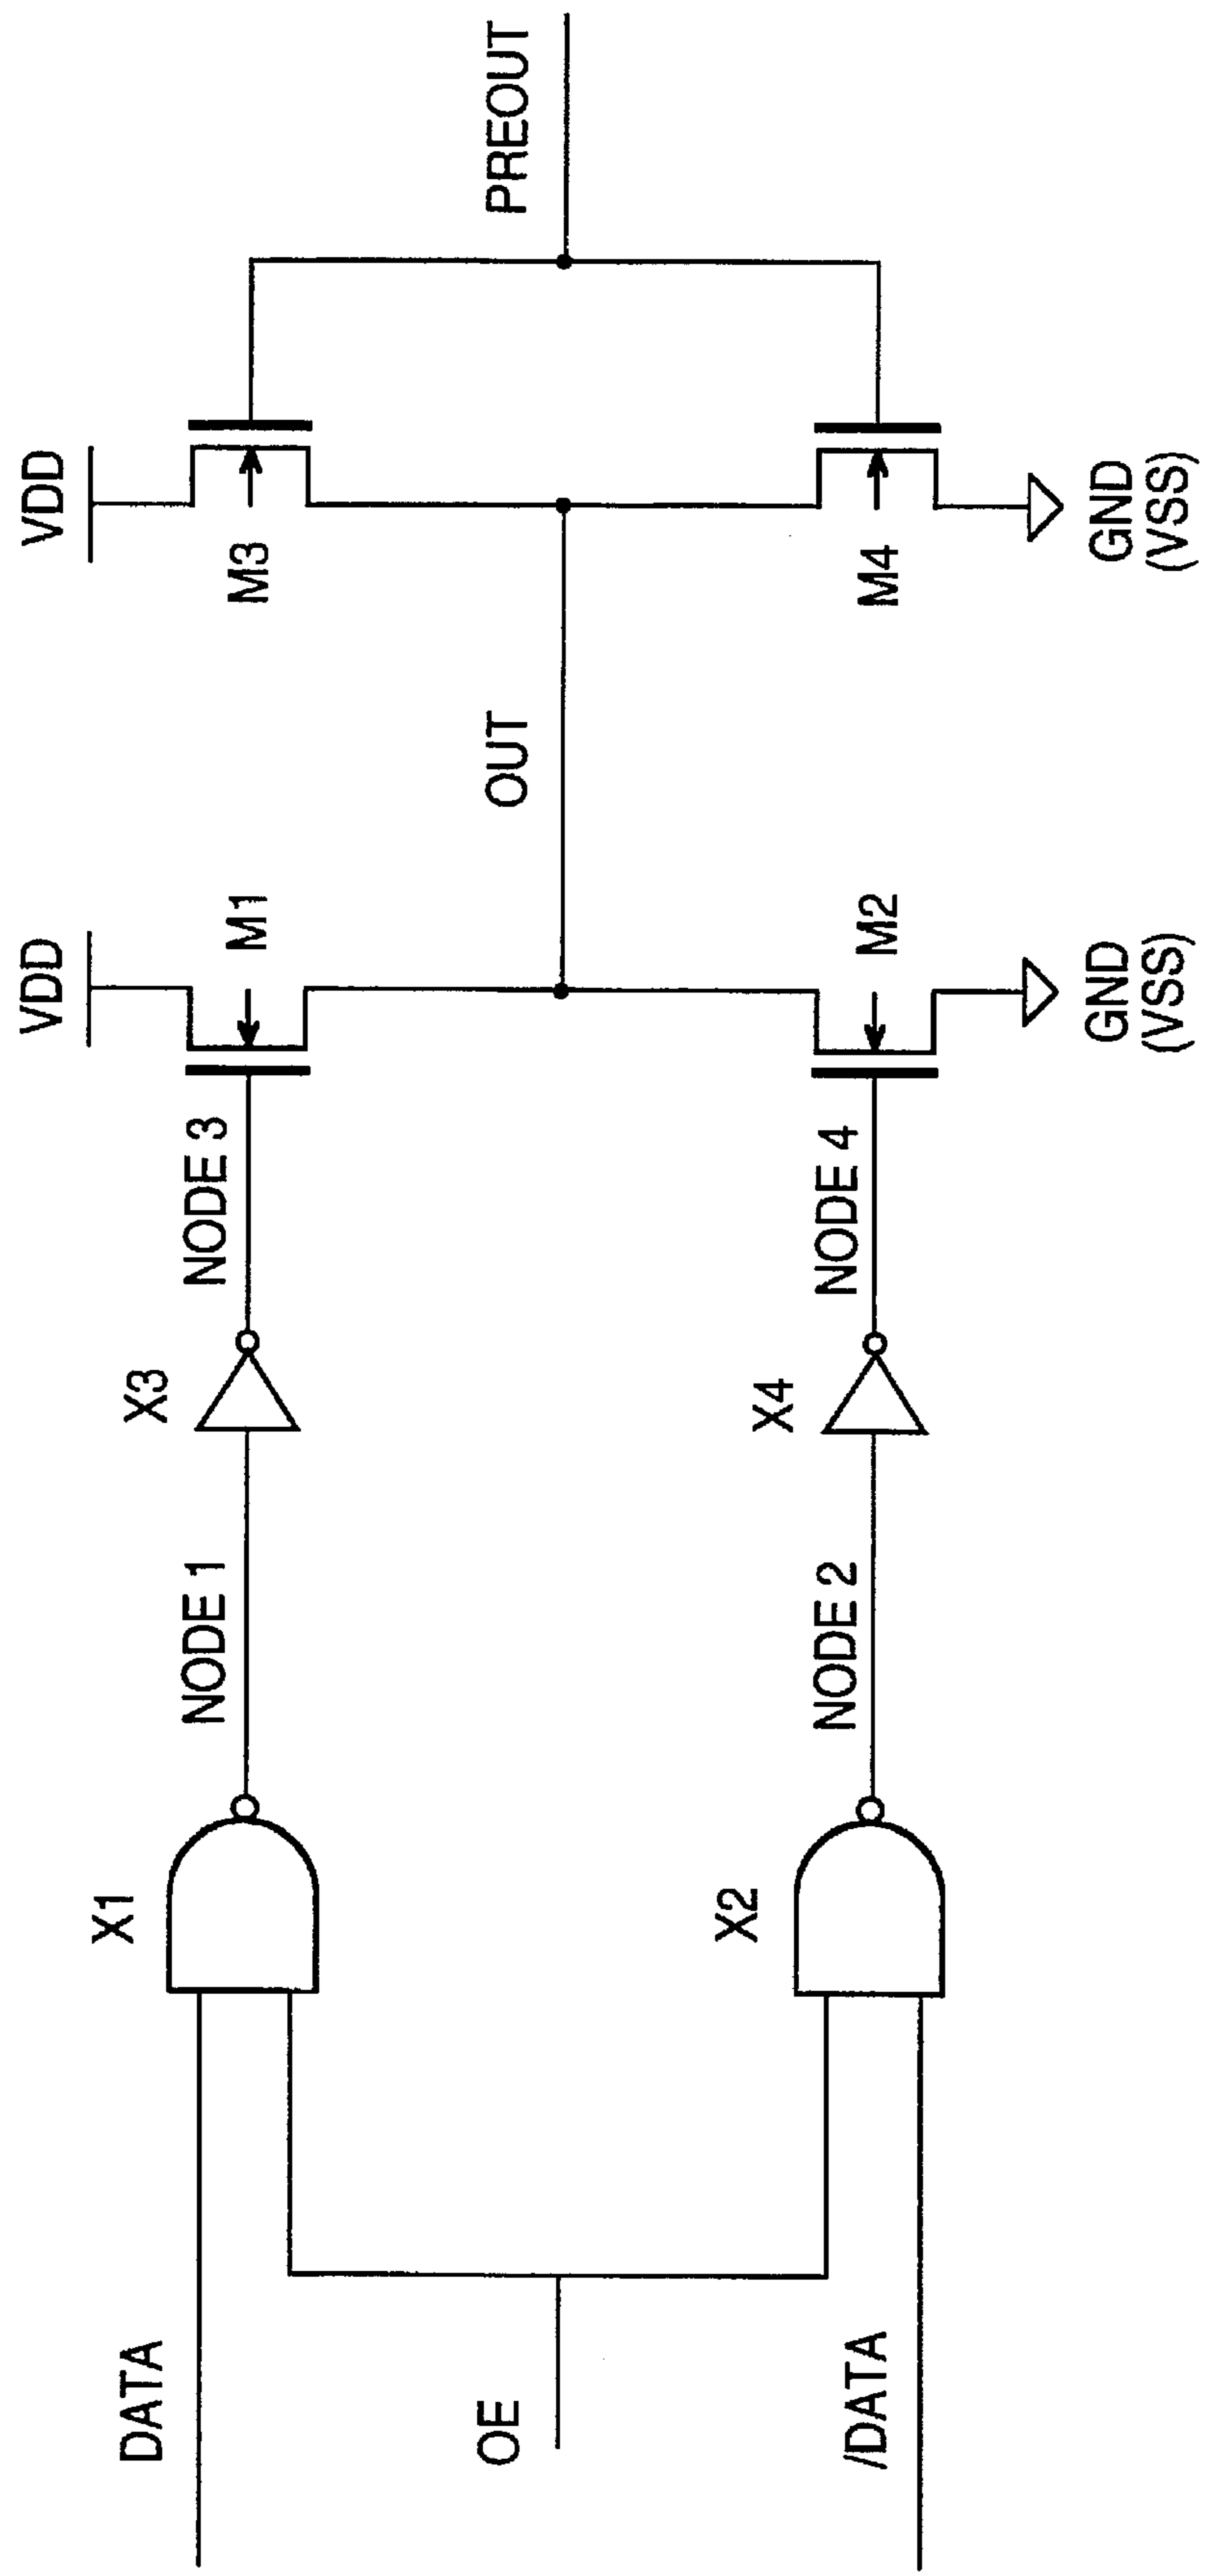 DATA
OE
/DATA
X1
X2
NODE 1
NODE 2
X3
X4
NODE 3
NODE 4
VDD
M1
M2
GND
(VSS)
OUT
VDD
M3
M4
GND
(VSS)
PREOUT